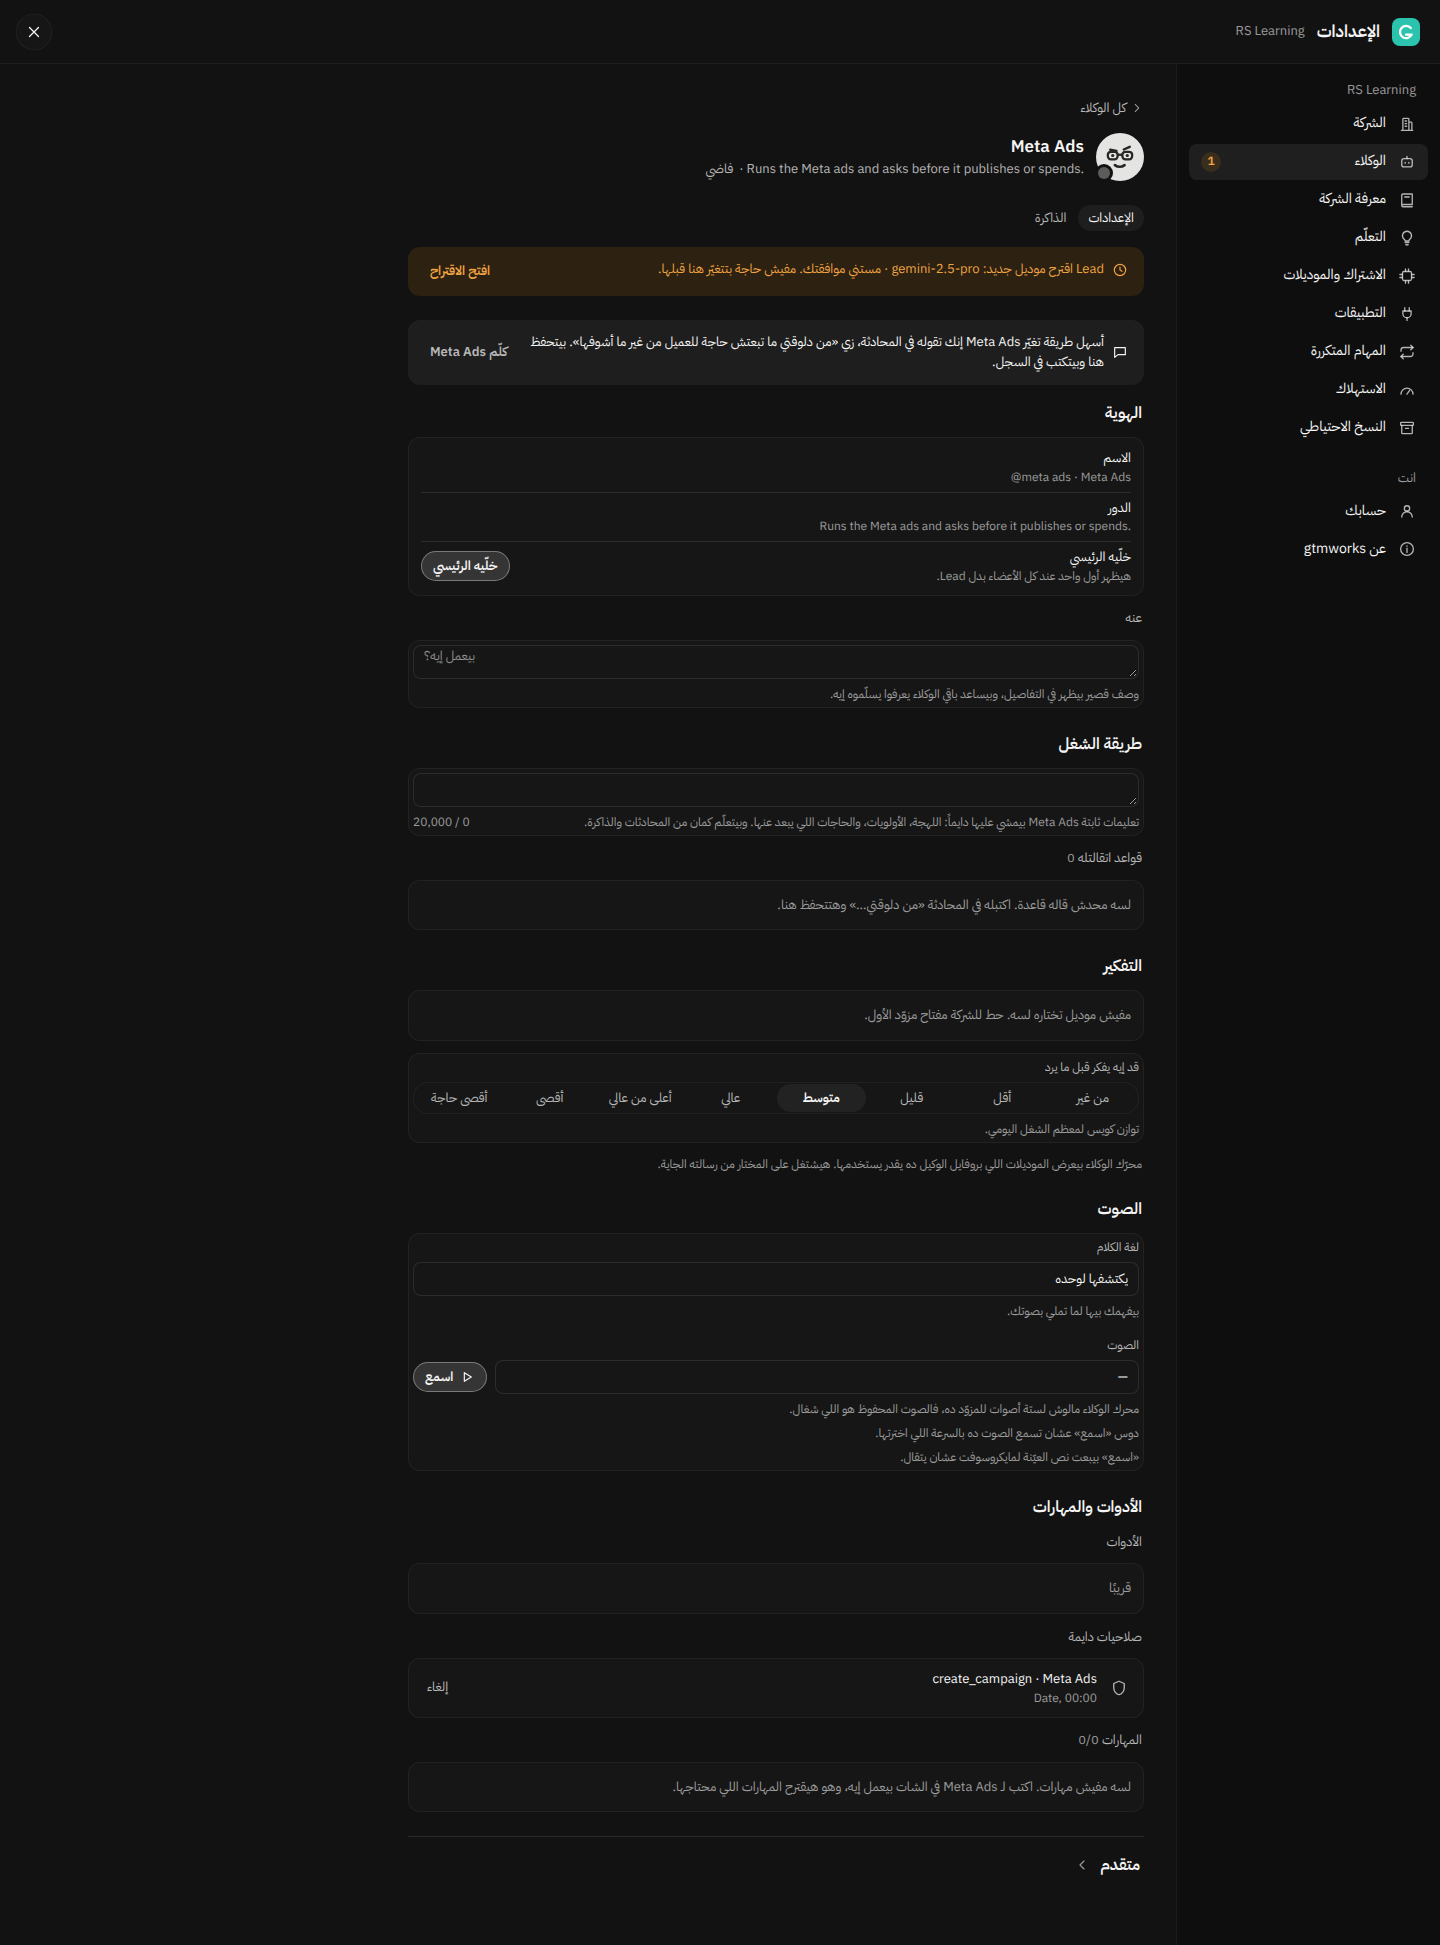 الإعدادات RS Learning
RS Learning
الشركة
الوكلاء 1
معرفة الشركة
التعلّم
الاشتراك والموديلات
التطبيقات
المهام المتكررة
الاستهلاك
النسخ الاحتياطي
انت
حسابك
عن gtmworks
كل الوكلاء
Meta Ads
Runs the Meta ads and asks before it publishes or spends. · فاضي
الإعدادات الذاكرة
Lead اقترح موديل جديد: gemini-2.5-pro · مستني موافقتك. مفيش حاجة بتتغيّر هنا قبلها.
افتح الاقتراح
أسهل طريقة تغيّر Meta Ads إنك تقوله في المحادثة، زي «من دلوقتي ما تبعتش حاجة للعميل من غير ما أشوفها». بيتحفظ
هنا وبيتكتب في السجل.
كلّم Meta Ads
الهوية
الاسم
@meta ads · Meta Ads
الدور
Runs the Meta ads and asks before it publishes or spends.
خلّيه الرئيسي
هيظهر أول واحد عند كل الأعضاء بدل Lead.
خلّيه الرئيسي
عنه
بيعمل إيه؟
وصف قصير بيظهر في التفاصيل، وبيساعد باقي الوكلاء يعرفوا يسلّموه إيه.
طريقة الشغل
تعليمات ثابتة Meta Ads بيمشي عليها دايماً: اللهجة، الأولويات، والحاجات اللي يبعد عنها. وبيتعلّم كمان من المحادثات والذاكرة.
0 / 20,000
قواعد اتقالتله 0
لسه محدش قاله قاعدة. اكتبله في المحادثة «من دلوقتي...» وهتتحفظ هنا.
التفكير
مفيش موديل تختاره لسه. حط للشركة مفتاح مزوّد الأول.
قد إيه يفكر قبل ما يرد
من غير أقل قليل متوسط عالي أعلى من عالي أقصى أقصى حاجة
توازن كويس لمعظم الشغل اليومي.
محرّك الوكلاء بيعرض الموديلات اللي بروفايل الوكيل ده يقدر يستخدمها. هيشتغل على المختار من رسالته الجاية.
الصوت
لغة الكلام
يكتشفها لوحده
بيفهمك بيها لما تملي بصوتك.
الصوت
—
اسمع
محرك الوكلاء مالوش لستة أصوات للمزوّد ده، فالصوت المحفوظ هو اللي شغال.
دوس «اسمع» عشان تسمع الصوت ده بالسرعة اللي اخترتها.
«اسمع» بيبعت نص العيّنة لمايكروسوفت عشان يتقال.
الأدوات والمهارات
الأدوات
قريبًا
صلاحيات دايمة
create_campaign · Meta Ads
Date, 00:00
إلغاء
المهارات 0/0
لسه مفيش مهارات. اكتب لـ Meta Ads في الشات بيعمل إيه، وهو هيقترح المهارات اللي محتاجها.
متقدم